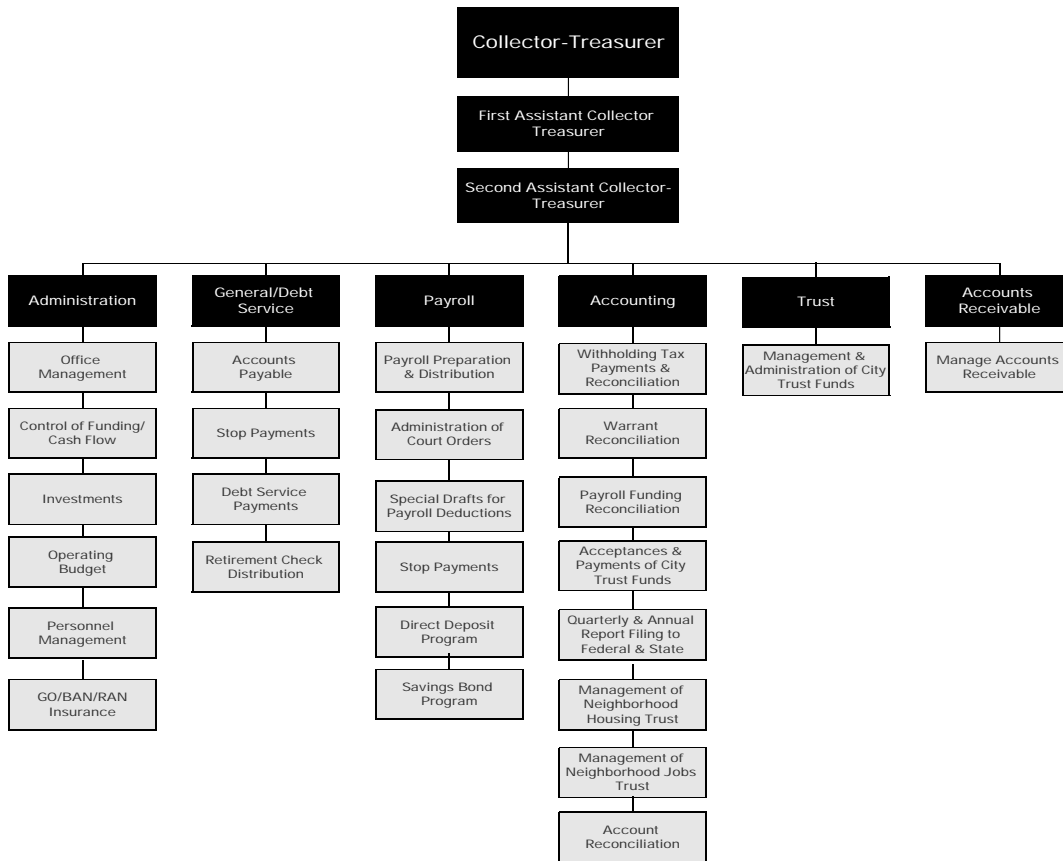 Collector-Treasurer
First Assistant Collector
Treasurer
Second Assistant Collector-
Treasurer
Administration
General/Debt
Service
Payroll
Accounting
Trust
Accounts
Receivable
Office
Management
Control of Funding/
Cash Flow
Investments
Operating
Budget
Personnel
Management
GO/BAN/RAN
Insurance
Accounts
Payable
Stop Payments
Debt Service
Payments
Retirement Check
Distribution
Payroll Preparation
& Distribution
Administration of
Court Orders
Special Drafts for
Payroll Deductions
Stop Payments
Direct Deposit
Program
Savings Bond
Program
Withholding Tax
Payments &
Reconciliation
Warrant
Reconciliation
Payroll Funding
Reconciliation
Acceptances &
Payments of City
Trust Funds
Quarterly & Annual
Report Filing to
Federal & State
Management of
Neighborhood
Housing Trust
Management of
Neighborhood Jobs
Trust
Account
Reconciliation
Management &
Administration of City
Trust Funds
Manage Accounts
Receivable